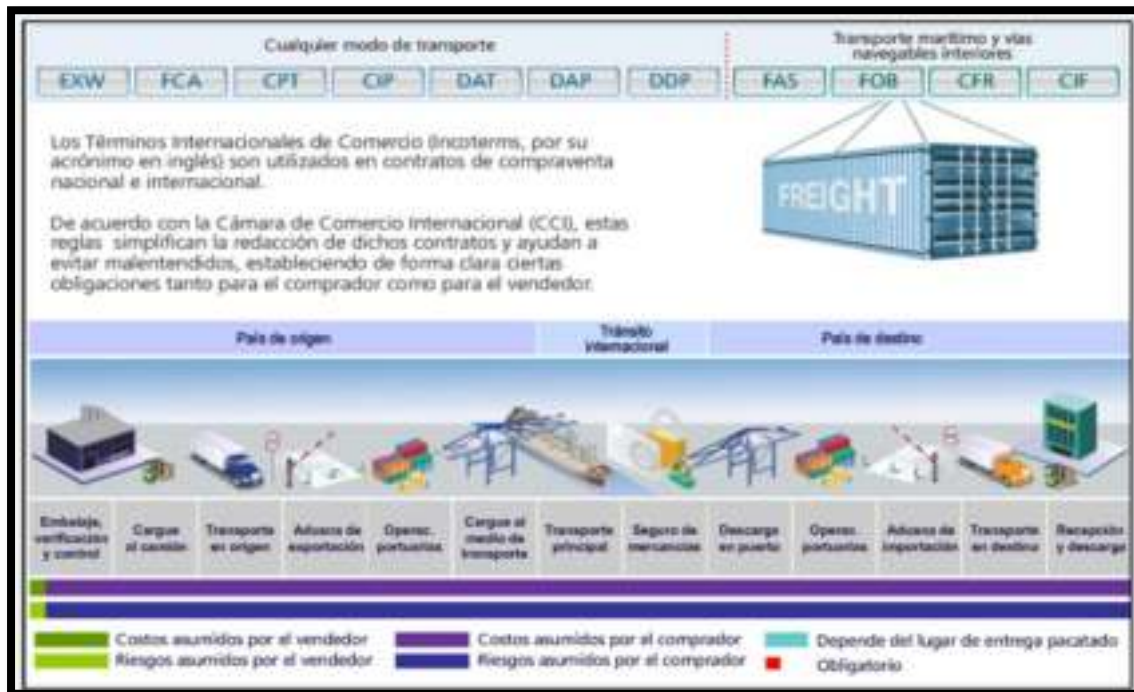 Cualquier modo de transporte
Transporte marítimo y vías
navegables interiores
EXW FCA CPT CIP DAT DAP DDP FAS FOB CFR CIF
Los Términos Internacionales de Comercio (Incoterms, por su
acrónimo en inglés) son utilizados en contratos de compraventa
nacional e internacional.
De acuerdo con la Cámara de Comercio Internacional (CCI), estas
reglas simplifican la redacción de dichos contratos y ayudan a
evitar malentendidos, estableciendo de forma clara ciertas
obligaciones tanto para el comprador como para el vendedor.
FREIGHT
País de origen
Tránsito
internacional
País de destino
Embalaje,
verificación
y control
Cargue
al camión
Transporte
en origen
Aduana de
exportación
Operac.
portuarias
Cargue al
medio de
transporte
Transporte
principal
Seguro de
mercancías
Descarga
en puerto
Operac.
portuarias
Aduana de
importación
Transporte
en destino
Recepción
y descarga
Costos asumidos por el vendedor
Costos asumidos por el comprador
Depende del lugar de entrega pacatado
Riesgos asumidos por el vendedor
Riesgos asumidos por el comprador
Obligatorio